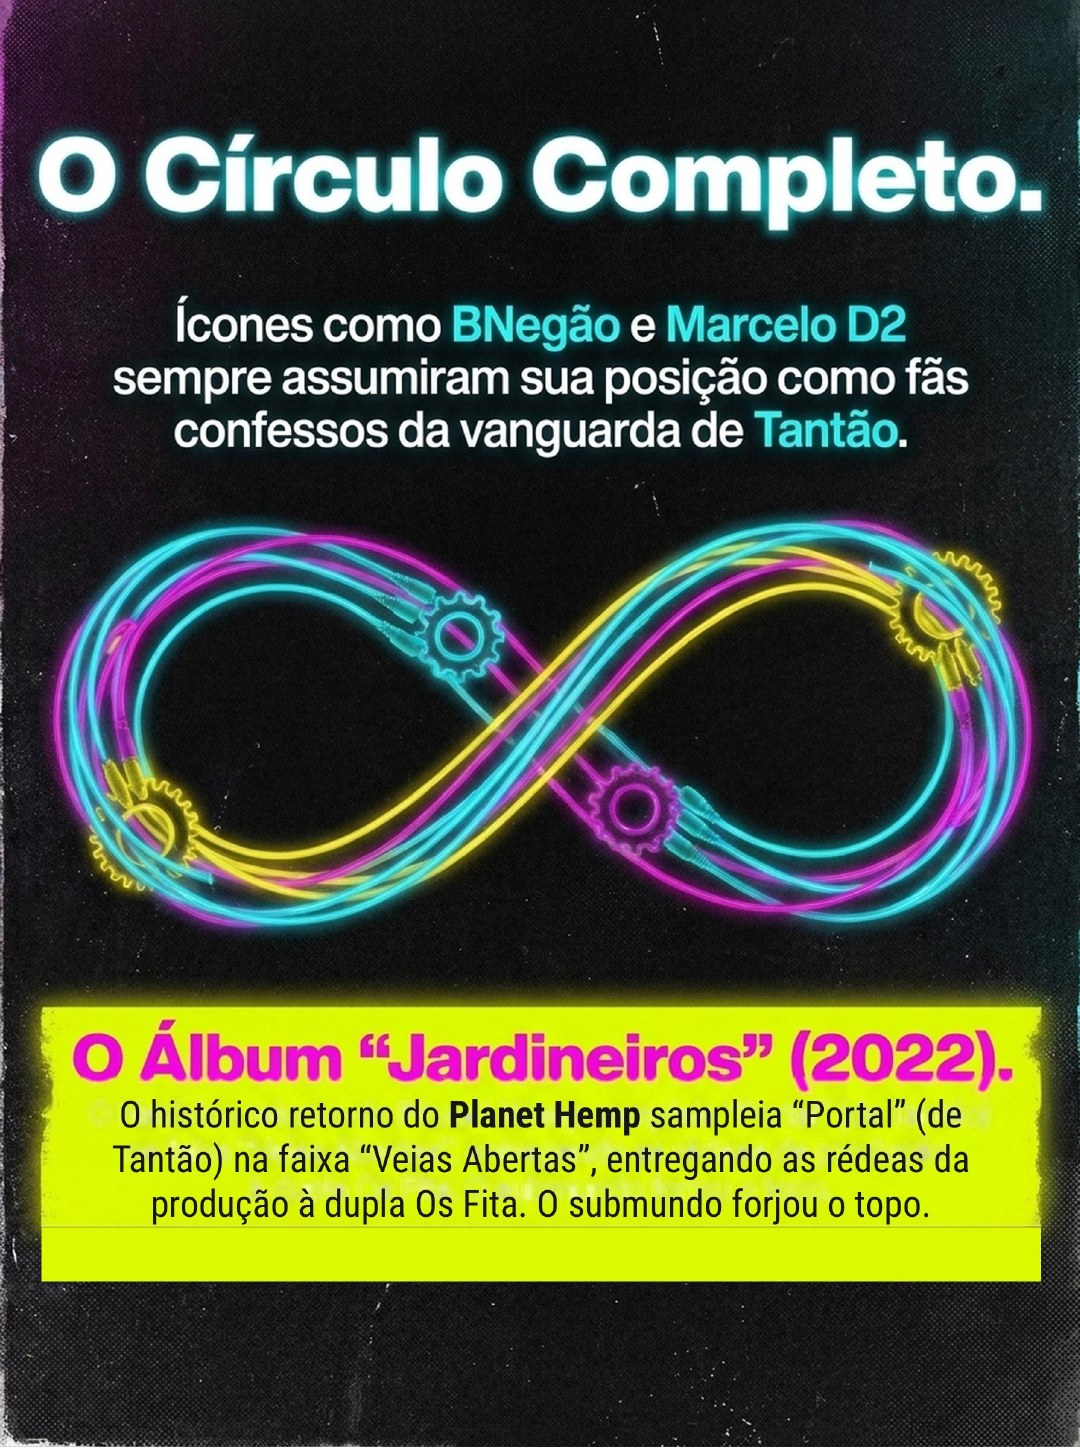 O Círculo Completo.
Ícones como BNegão e Marcelo D2
sempre assumiram sua posição como fãs
confessos da vanguarda de Tantão.
O Álbum “Jardineiros” (2022).
O histórico retorno do Planet Hemp sampleia “Portal” (de
Tantão) na faixa “Veias Abertas”, entregando as rédeas da
produção à dupla Os Fita. O submundo forjou o topo.